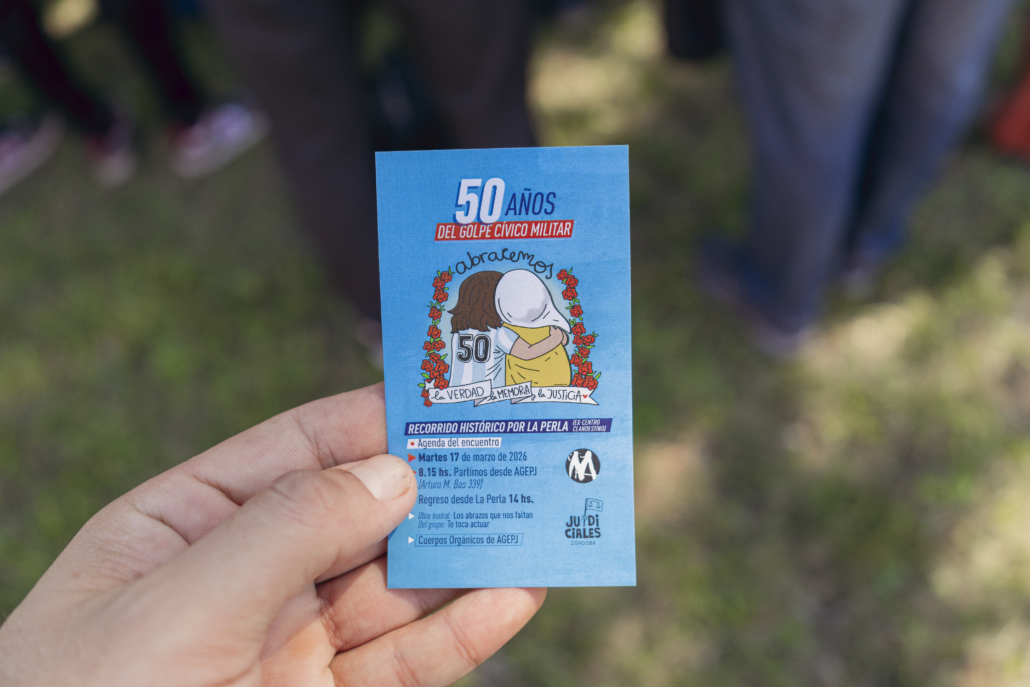 50 AÑOS
DEL GOLPE CÍVICO MILITAR
abracemos
50
la VERDAD la MEMORIA y la JUSTICIA
RECORRIDO HISTÓRICO POR LA PERLA (EX-CENTRO CLANDESTINO)
Agenda del encuentro
Martes 17 de marzo de 2026
8.15 hs. Partimos desde AGEPJ
(Arturo M. Bas 339)
Regreso desde La Perla 14 hs.
Obra teatral: Los abrazos que nos faltan
Del grupo: Te toca actuar
Cuerpos Orgánicos de AGEPJ
JUDI
CIALES
CÓRDOBA